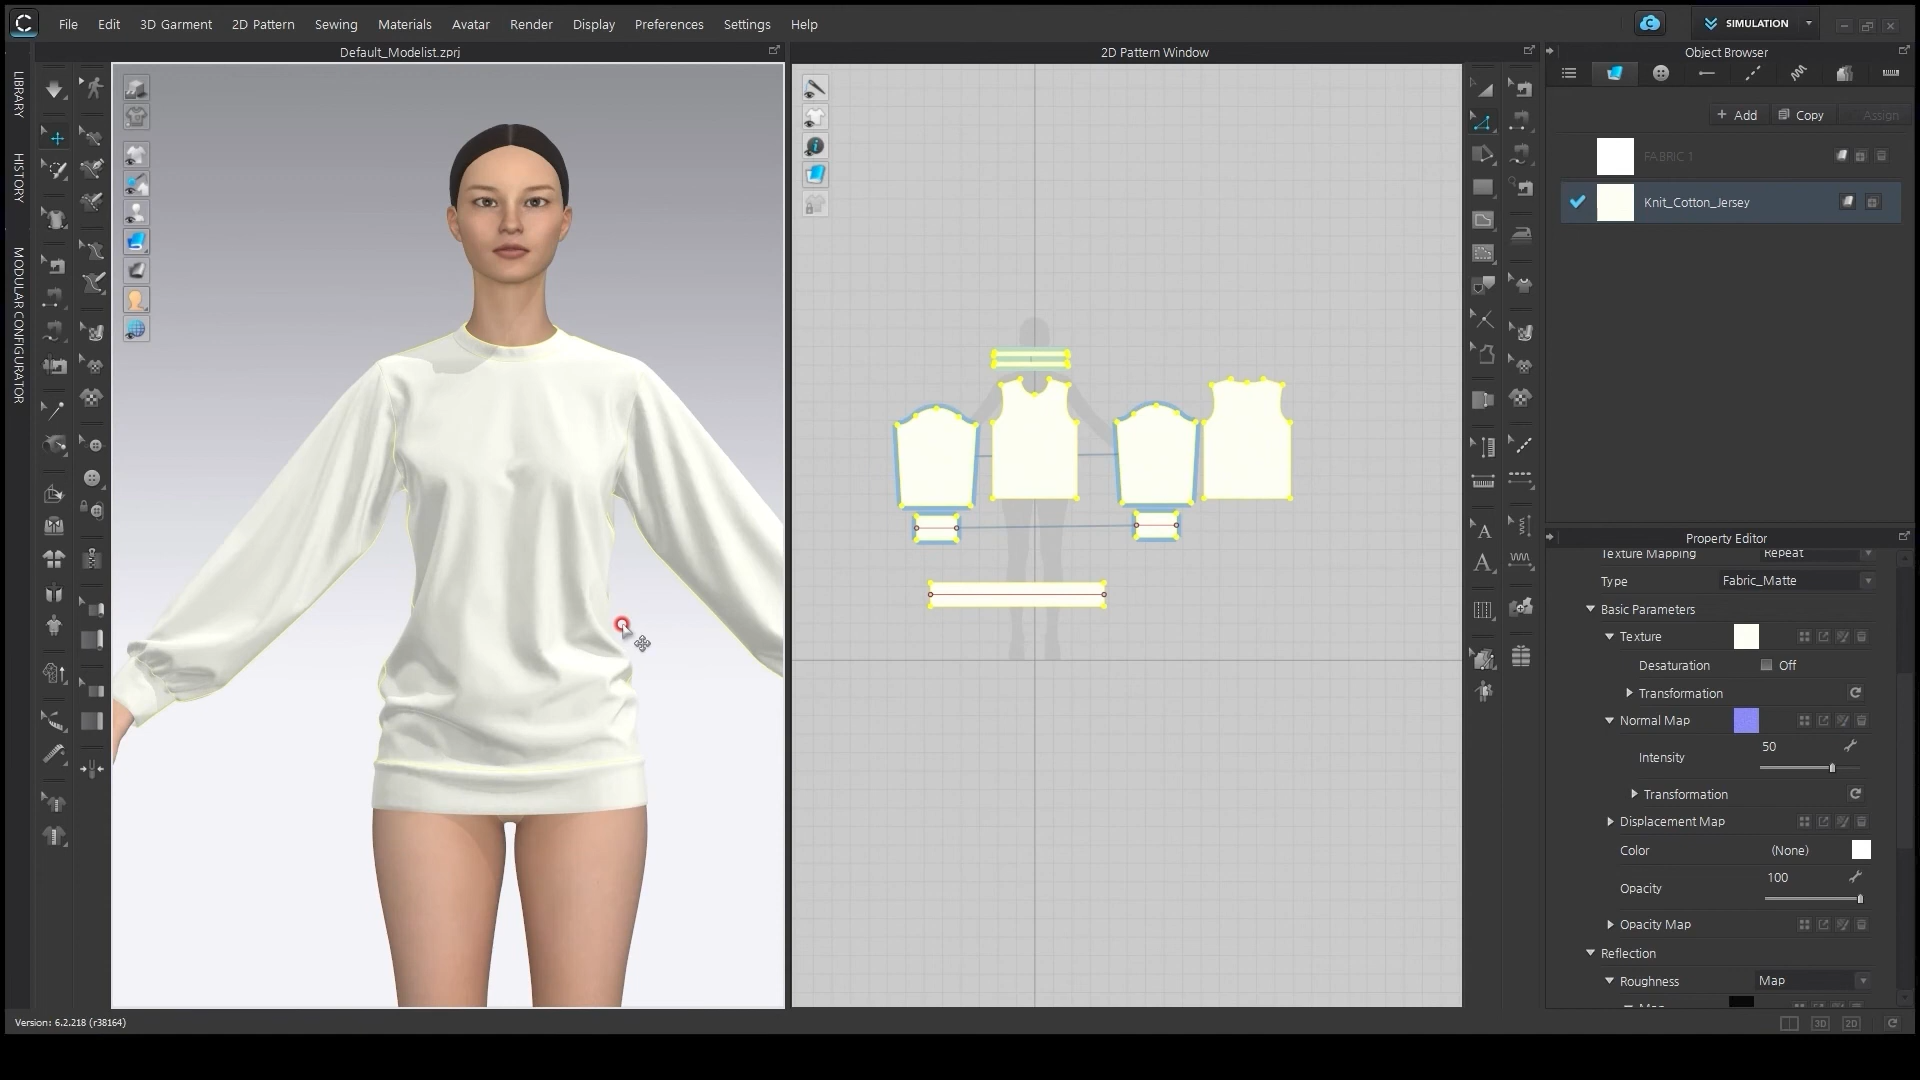 File
Edit
3D Garment
2D Pattern
Sewing
Materials
Avatar
Render
Display
Preferences
Settings
Help
SIMULATION
Default_Modelist.zprj
2D Pattern Window
Object Browser
LIBRARY
HISTORY
MODULAR CONFIGURATOR
+ Add
Copy
Assign
FABRIC 1
Knit_Cotton_Jersey
Property Editor
Texture Mapping
Repeat
Type
Fabric_Matte
Basic Parameters
Texture
Desaturation
Off
Transformation
Normal Map
Intensity
50
Transformation
Displacement Map
Color
(None)
Opacity
100
Opacity Map
Reflection
Roughness
Map
Version: 6.2.218 (r38164)
3D
2D